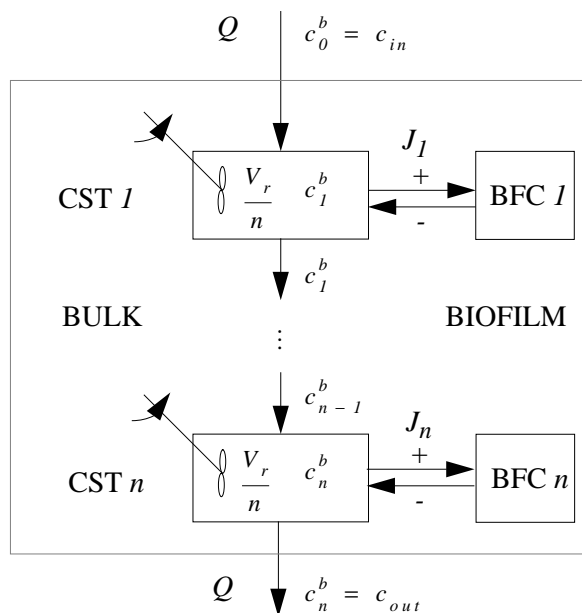 Q c_0^b = c_in
J_1
CST 1 V_r/n c_1^b + - BFC 1
c_1^b
BULK ⋮ BIOFILM
c_{n-1}^b
J_n
CST n V_r/n c_n^b + - BFC n
Q c_n^b = c_out